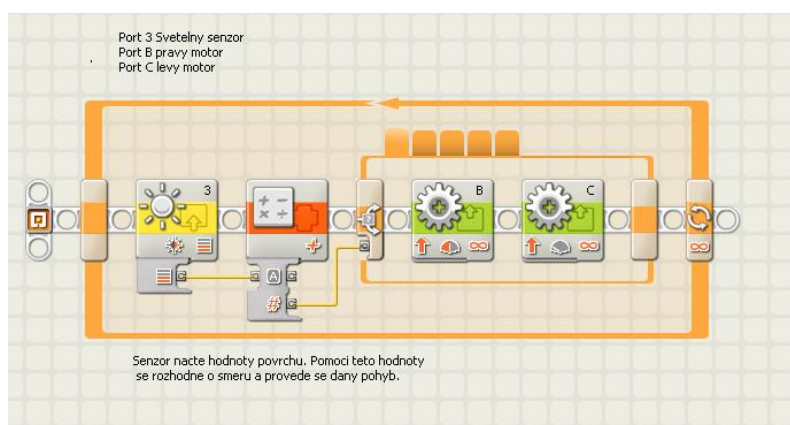 Port 3 Svetelny senzor
Port B pravy motor
Port C levy motor
3
B
C
A
#
Senzor nacte hodnoty povrchu. Pomoci teto hodnoty
se rozhodne o smeru a provede se dany pohyb.